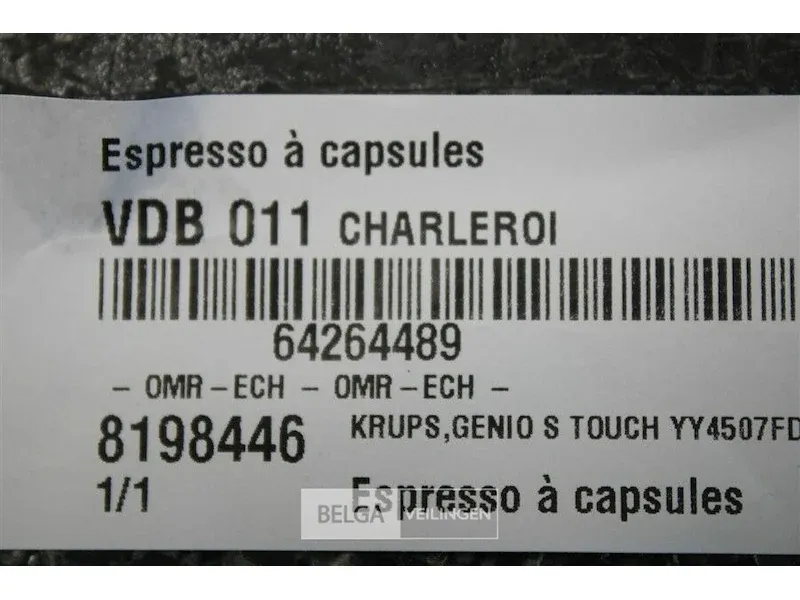 Espresso à capsules
VDB 011 CHARLEROI
64264489
- OMR-ECH - OMR-ECH -
8198446 KRUPS,GENIO S TOUCH YY4507FD
1/1 Espresso à capsules
BELGA VEILINGEN